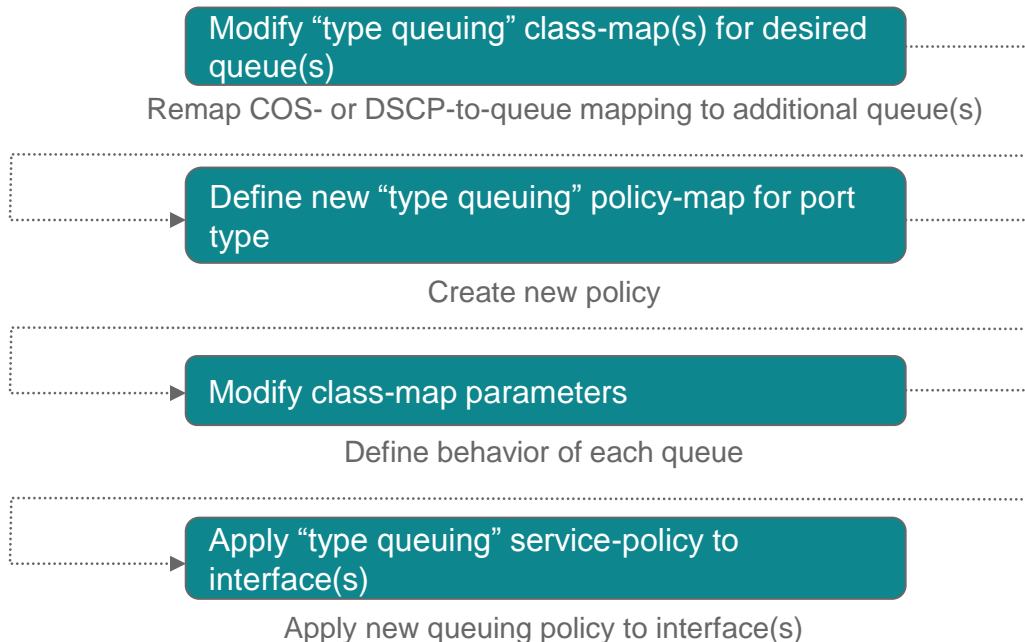 Modify “type queuing” class-map(s) for desired
queue(s)
Remap COS- or DSCP-to-queue mapping to additional queue(s)
Define new “type queuing” policy-map for port
type
Create new policy
Modify class-map parameters
Define behavior of each queue
Apply “type queuing” service-policy to
interface(s)
Apply new queuing policy to interface(s)